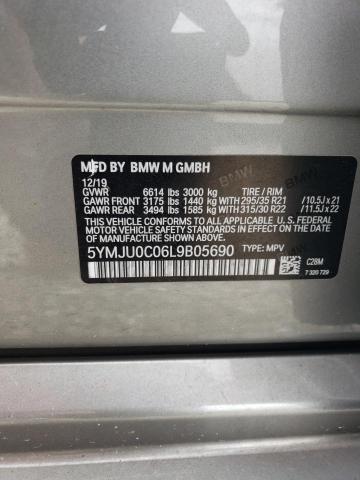 MFD BY BMW M GMBH
12/19
GVWR 6614 lbs 3000 kg TIRE / RIM
GAWR FRONT 3175 lbs 1440 kg 295/35 R21 / 10.5J x 21
GAWR REAR 3494 lbs 1585 kg 315/30 R22 / 11.5J x 22
THIS VEHICLE CONFORMS TO ALL APPLICABLE U. S. FEDERAL
MOTOR VEHICLE SAFETY STANDARDS IN EFFECT ON THE DATE OF
MANUFACTURE SHOWN ABOVE.
5YMJU0C06L9B05690 TYPE: MPV
C2BM
7 320 729